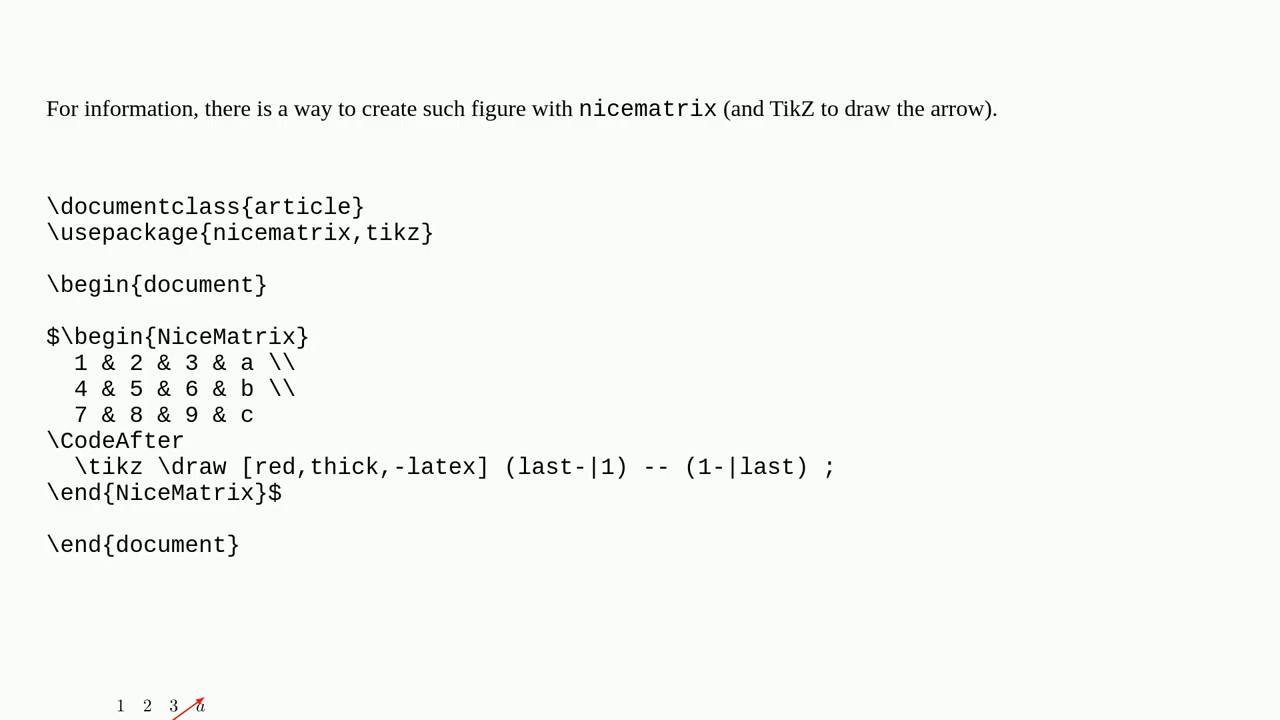 For information, there is a way to create such figure with nicematrix (and TikZ to draw the arrow).
\documentclass{article}
\usepackage{nicematrix,tikz}
\begin{document}
$\begin{NiceMatrix}
  1 & 2 & 3 & a \\
  4 & 5 & 6 & b \\
  7 & 8 & 9 & c
\CodeAfter
  \tikz \draw [red,thick,-latex] (last-|1) -- (1-|last) ;
\end{NiceMatrix}$
\end{document}
1 2 3 a